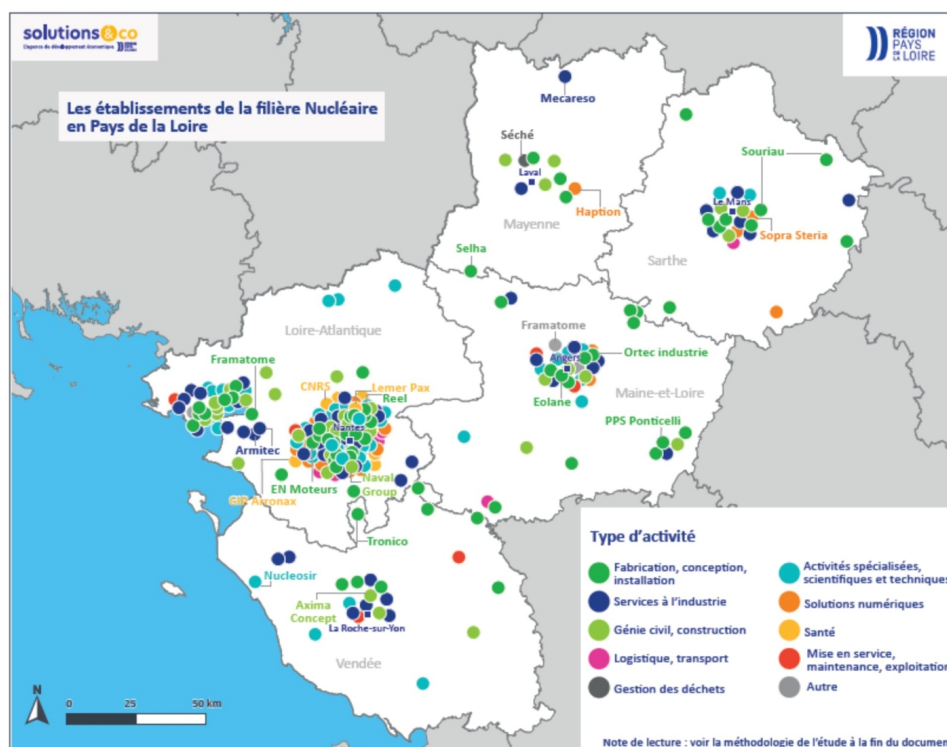 solutions&co
L'agence de développement économique
RÉGION
PAYS
DE LA LOIRE
Les établissements de la filière Nucléaire
en Pays de la Loire
Mecareso
Séché
Laval
Haption
Mayenne
Souriau
Le Mans
Sopra Steria
Sarthe
Selha
Loire-Atlantique
Framatome
Framatome
Angers
Ortec industrie
CNRS
Lemer Pax
Reel
Nantes
Eolane
Maine-et-Loire
PPS Ponticelli
Armitec
GIP Arronax
EN Moteurs
Naval
Group
Tronico
Nucleosir
Axima
Concept
La Roche-sur-Yon
Vendée
Type d'activité
Fabrication, conception,
installation
Services à l'industrie
Génie civil, construction
Logistique, transport
Gestion des déchets
Activités spécialisées,
scientifiques et techniques
Solutions numériques
Santé
Mise en service,
maintenance, exploitation
Autre
N
0 25 50 km
Note de lecture : voir la méthodologie de l'étude à la fin du documen